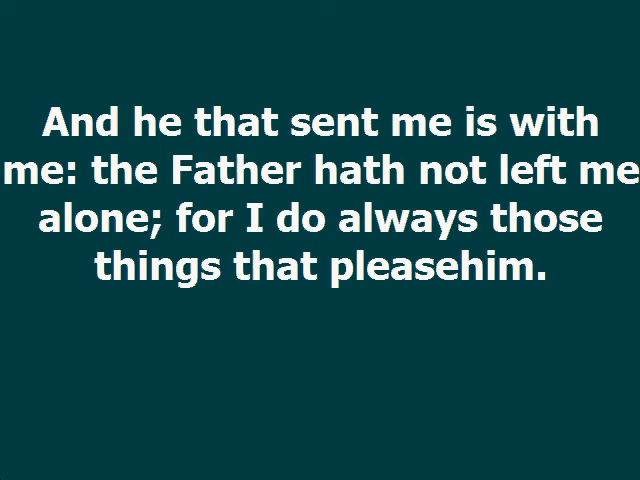 And he that sent me is with
me: the Father hath not left me
alone; for I do always those
things that pleasehim.